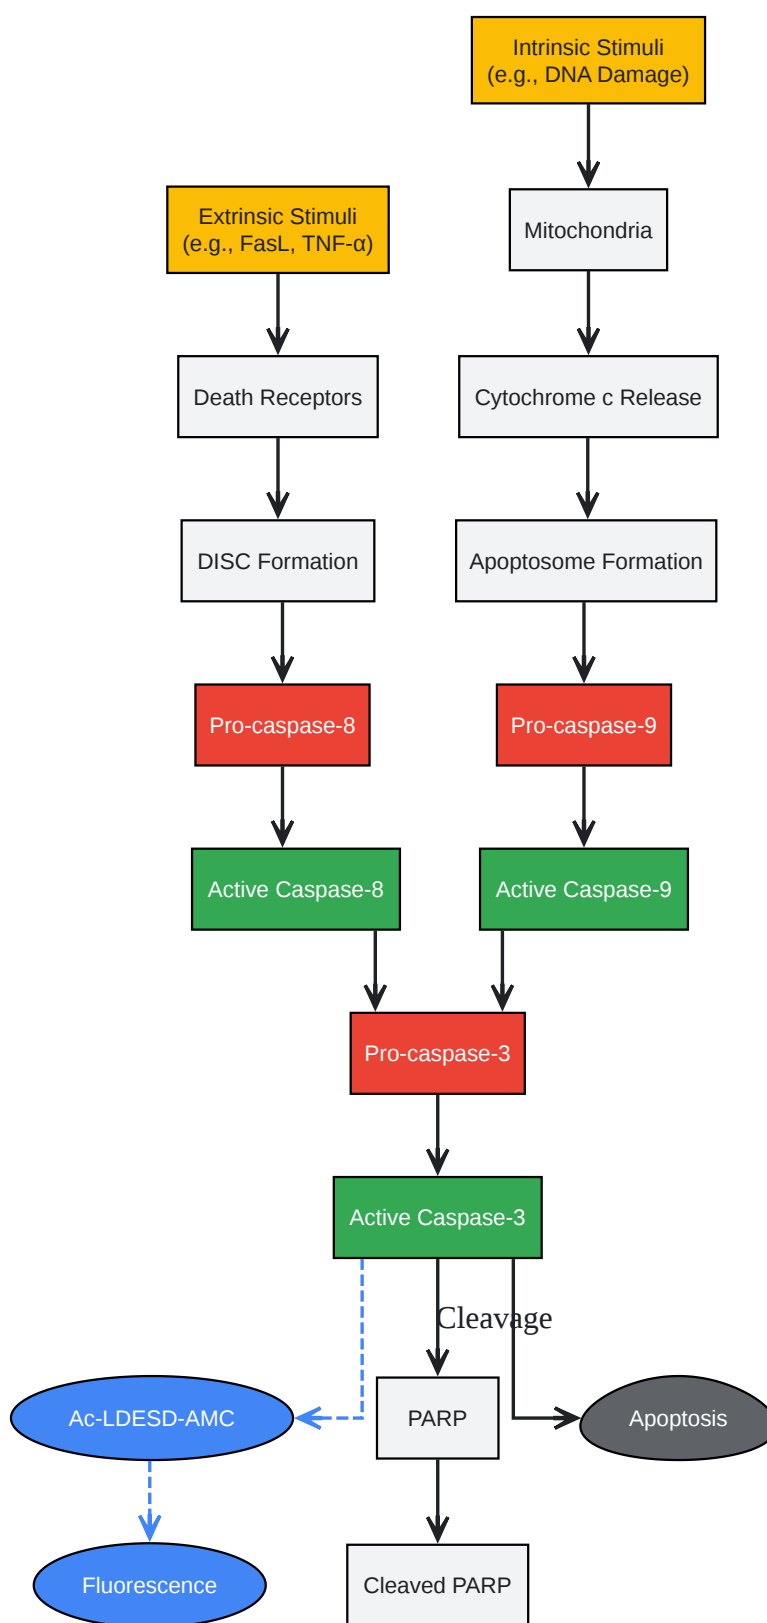 Intrinsic Stimuli
(e.g., DNA Damage)
Extrinsic Stimuli
(e.g., FasL, TNF-α)
Mitochondria
Death Receptors
Cytochrome c Release
DISC Formation
Apoptosome Formation
Pro-caspase-8
Pro-caspase-9
Active Caspase-8
Active Caspase-9
Pro-caspase-3
Active Caspase-3
Cleavage
Ac-LDESD-AMC
PARP
Apoptosis
Fluorescence
Cleaved PARP